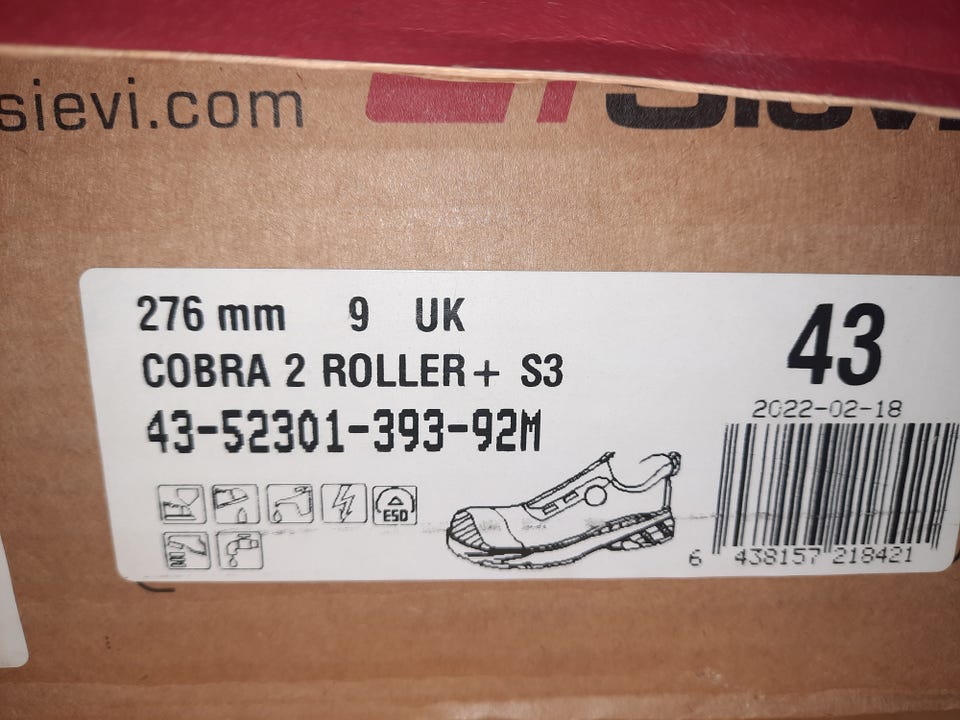 sievi.com
Sievi
276 mm 9 UK
COBRA 2 ROLLER+ S3
43-52301-393-92M
43
2022-02-18
ESD
6 438157 218421